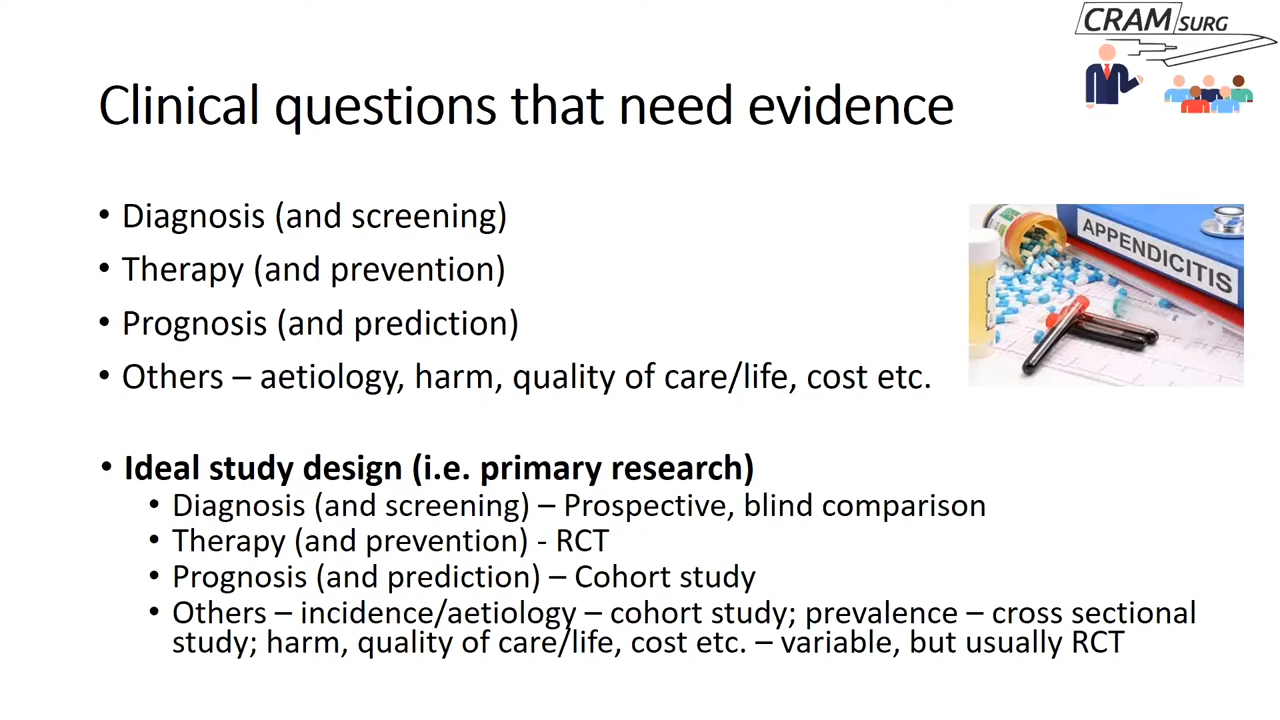 CRAM SURG
Clinical questions that need evidence
• Diagnosis (and screening)
• Therapy (and prevention)
• Prognosis (and prediction)
• Others – aetiology, harm, quality of care/life, cost etc.
APPENDICITIS
• Ideal study design (i.e. primary research)
• Diagnosis (and screening) – Prospective, blind comparison
• Therapy (and prevention) - RCT
• Prognosis (and prediction) – Cohort study
• Others – incidence/aetiology – cohort study; prevalence – cross sectional
study; harm, quality of care/life, cost etc. – variable, but usually RCT